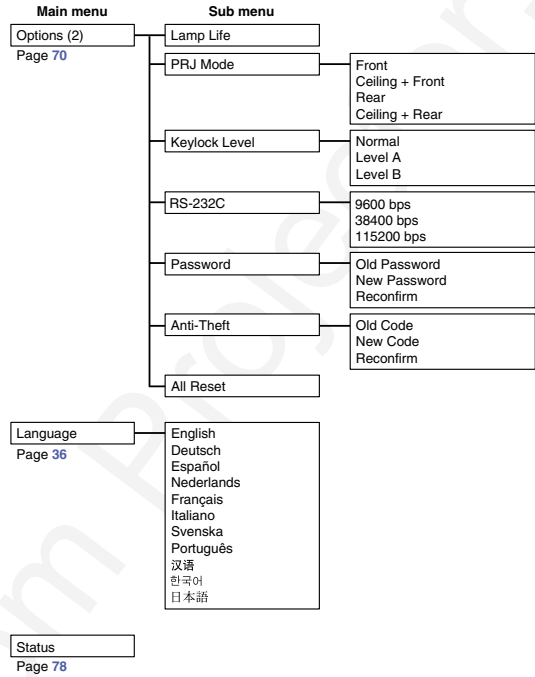 Main menu
Sub menu
Options (2)
Page 70
Lamp Life
PRJ Mode
Front
Ceiling + Front
Rear
Ceiling + Rear
Keylock Level
Normal
Level A
Level B
RS-232C
9600 bps
38400 bps
115200 bps
Password
Old Password
New Password
Reconfirm
Anti-Theft
Old Code
New Code
Reconfirm
All Reset
Language
Page 36
English
Deutsch
Español
Nederlands
Français
Italiano
Svenska
Português
汉语
한국어
日本語
Status
Page 78